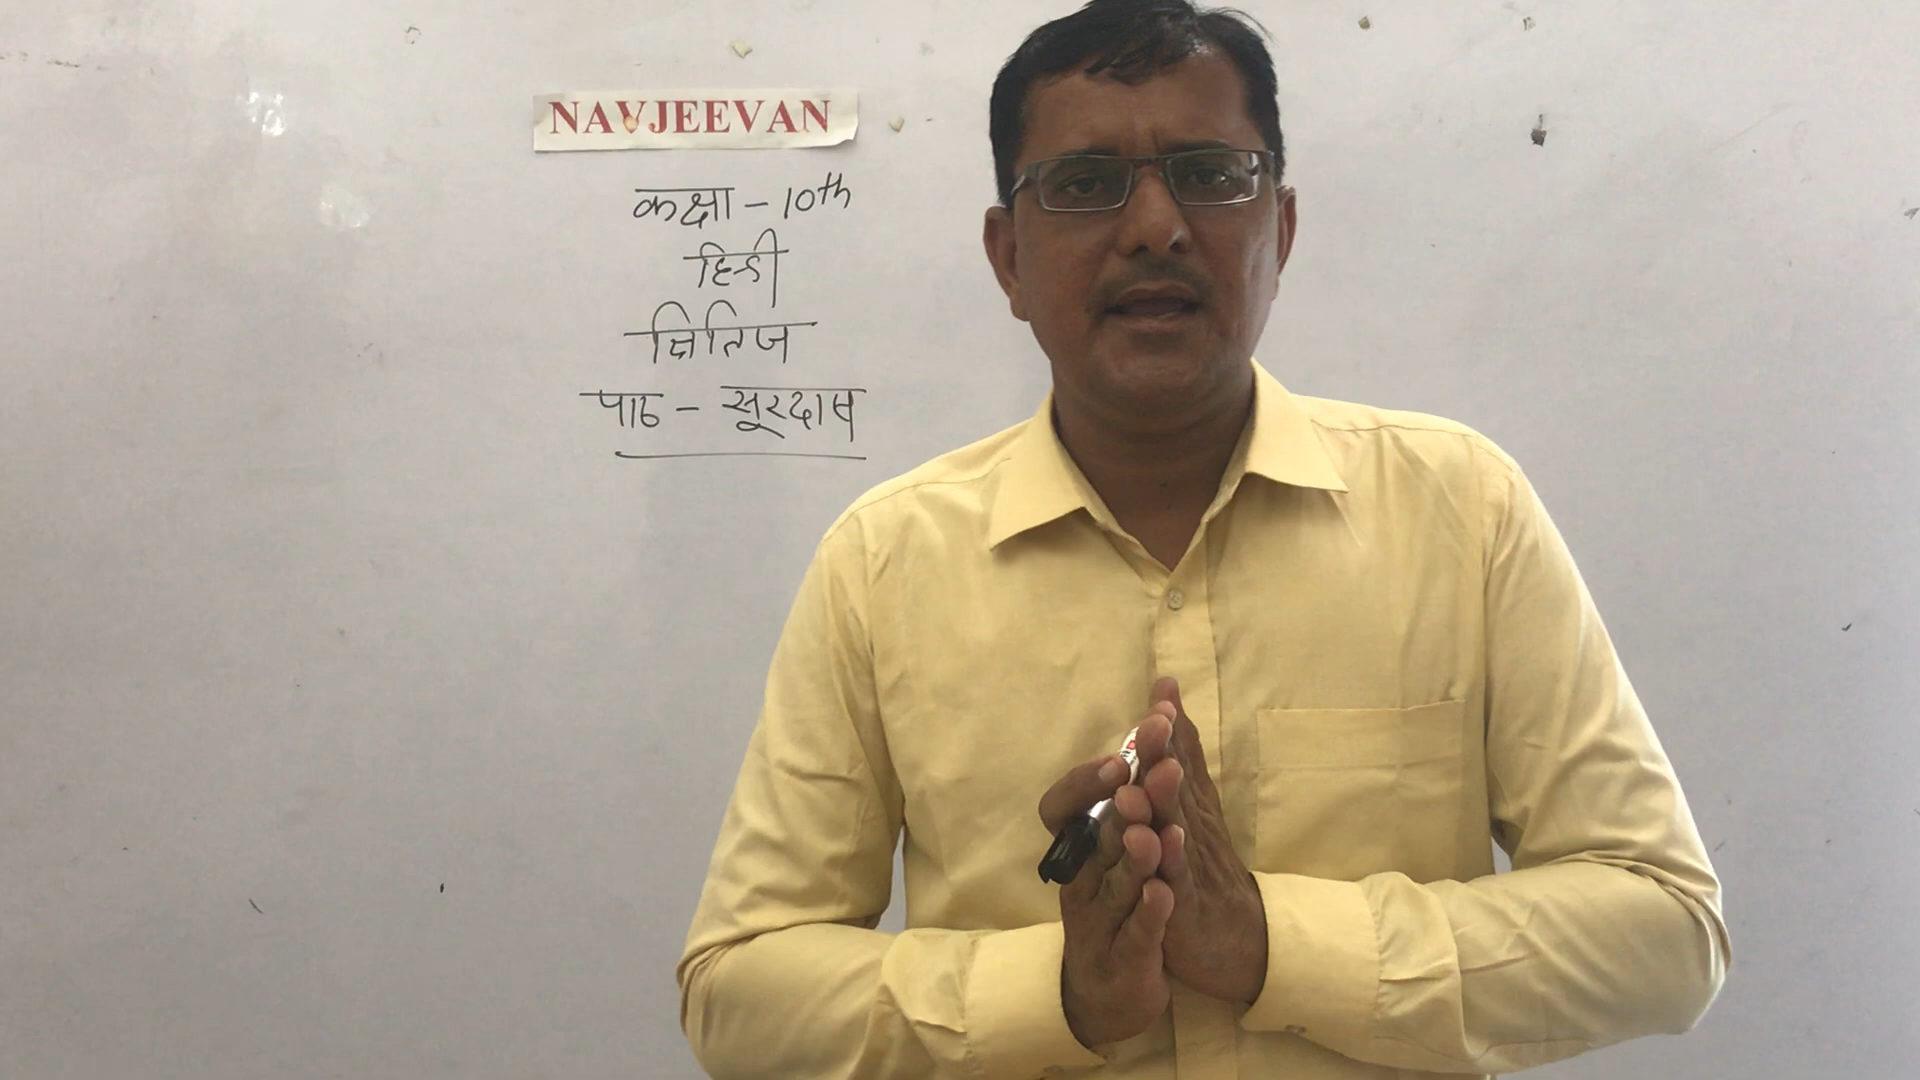 NAVJEEVAN
कक्षा - 10th
हिन्दी
क्षितिज
पाठ - सूरदास